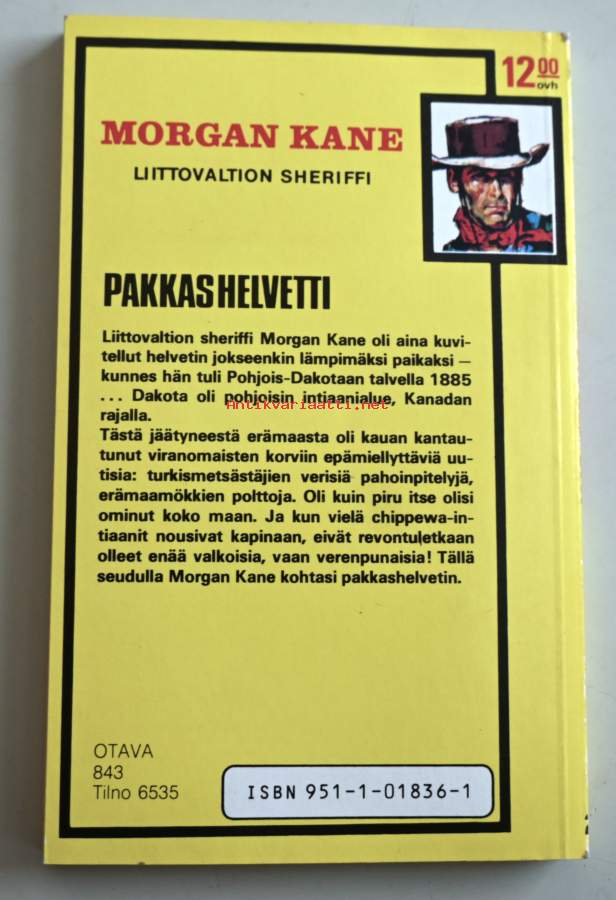 12 00
ovh
MORGAN KANE
LIITTOVALTION SHERIFFI
PAKKASHELVETTI
Liittovaltion sheriffi Morgan Kane oli aina kuvi-
tellut helvetin jokseenkin lämpimäksi paikaksi —
kunnes hän tuli Pohjois-Dakotaan talvella 1885
... Dakota oli pohjoisin intiaanialue, Kanadan
Antikvariaatti.net
rajalla.
Tästä jäätyneestä erämaasta oli kauan kantau-
tunut viranomaisten korviin epämiellyttäviä uu-
tisia: turkismetsästäjien verisiä pahoinpitelyjä,
erämaamökkien polttoja. Oli kuin piru itse olisi
ominut koko maan. Ja kun vielä chippewa-in-
tiaanit nousivat kapinaan, eivät revontuletkaan
olleet enää valkoisia, vaan verenpunaisia! Tällä
seudulla Morgan Kane kohtasi pakkashelvetin.
OTAVA
843
Tilno 6535
ISBN 951-1-01836-1